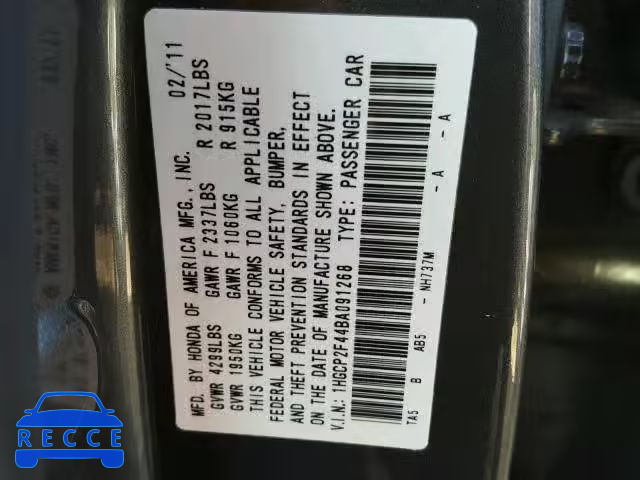 MFD. BY HONDA OF AMERICA MFG., INC. 02/'11
GVWR 4299LBS GAWR F 2337LBS R 2017LBS
GVWR 1950KG GAWR F 1060KG R 915KG
THIS VEHICLE CONFORMS TO ALL APPLICABLE
FEDERAL MOTOR VEHICLE SAFETY, BUMPER,
AND THEFT PREVENTION STANDARDS IN EFFECT
ON THE DATE OF MANUFACTURE SHOWN ABOVE.
V.I.N.: 1HGCP2F44BA091268 TYPE: PASSENGER CAR
TA5 B AB5 - NH737M - A - A
RECCE